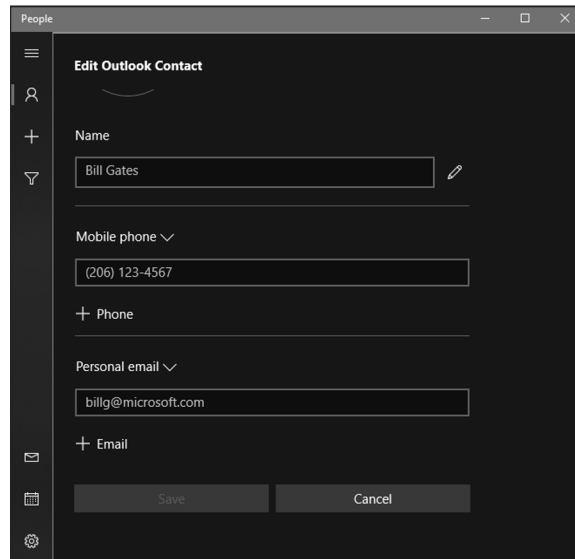 People
Edit Outlook Contact
Name
Bill Gates
Mobile phone
(206) 123-4567
Phone
Personal email
billg@microsoft.com
Email
Save Cancel